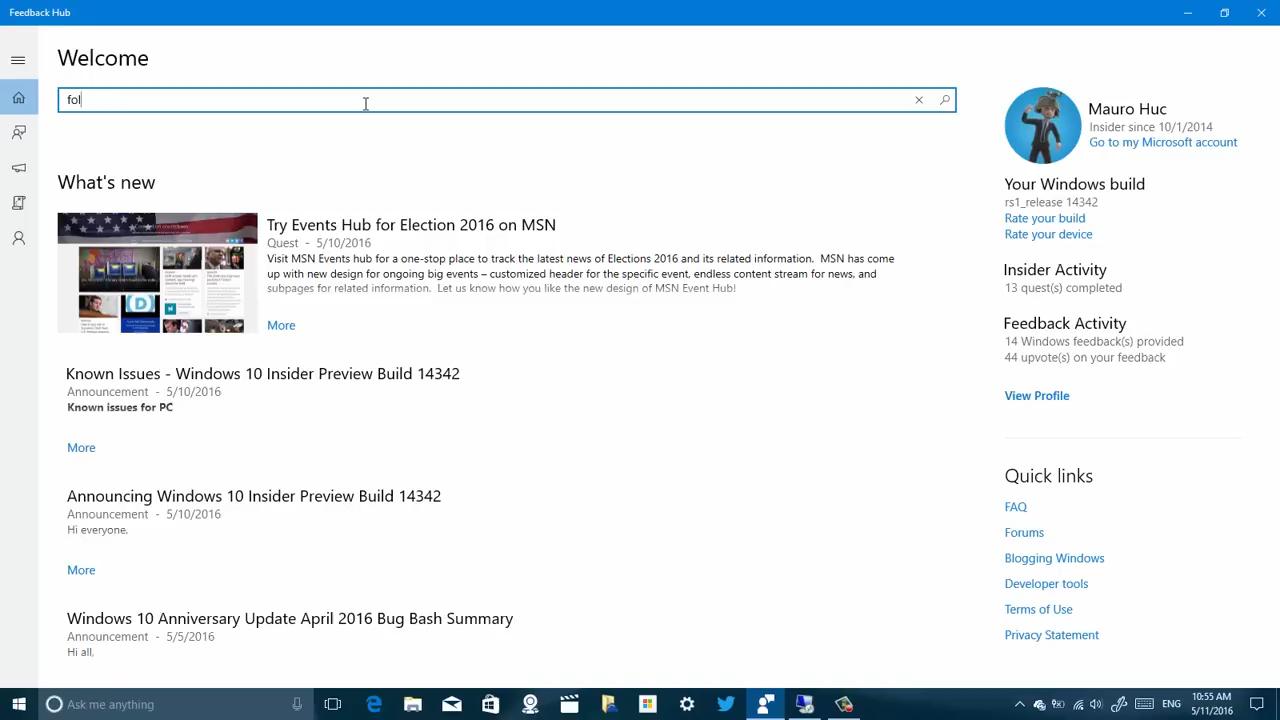 Feedback Hub
Welcome
fol
What's new
Try Events Hub for Election 2016 on MSN
Quest - 5/10/2016
Visit MSN Events hub for a one-stop place to track the latest news of Elections 2016 and its related information. MSN has come
up with new design for ongoing big events – customized header for the specific event, endless content stream for news, and
subpages for related information. Let us know how you like the new design of MSN Event Hub!
More
Known Issues - Windows 10 Insider Preview Build 14342
Announcement - 5/10/2016
Known issues for PC
More
Announcing Windows 10 Insider Preview Build 14342
Announcement - 5/10/2016
Hi everyone,
More
Windows 10 Anniversary Update April 2016 Bug Bash Summary
Announcement - 5/5/2016
Hi all,
Mauro Huc
Insider since 10/1/2014
Go to my Microsoft account
Your Windows build
rs1_release 14342
Rate your build
Rate your device
Insider Activity
13 quest(s) completed
Feedback Activity
14 Windows feedback(s) provided
44 upvote(s) on your feedback
View Profile
Quick links
FAQ
Forums
Blogging Windows
Developer tools
Terms of Use
Privacy Statement
Ask me anything
ENG
10:55 AM
5/11/2016